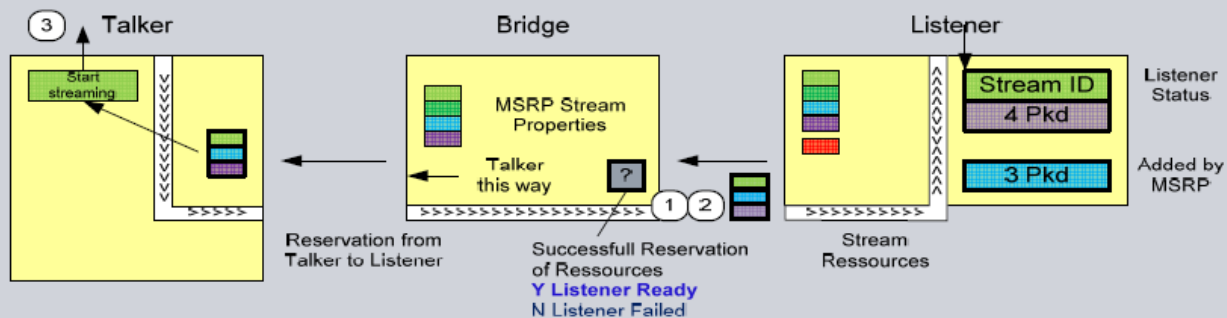 3
Talker
Bridge
Listener
Start
streaming
MSRP Stream
Properties
Talker
this way
?
1
2
Stream ID
4 Pkd
3 Pkd
Listener
Status
Added by
MSRP
Reservation from
Talker to Listener
Successfull Reservation
of Ressources
Y Listener Ready
N Listener Failed
Stream
Ressources